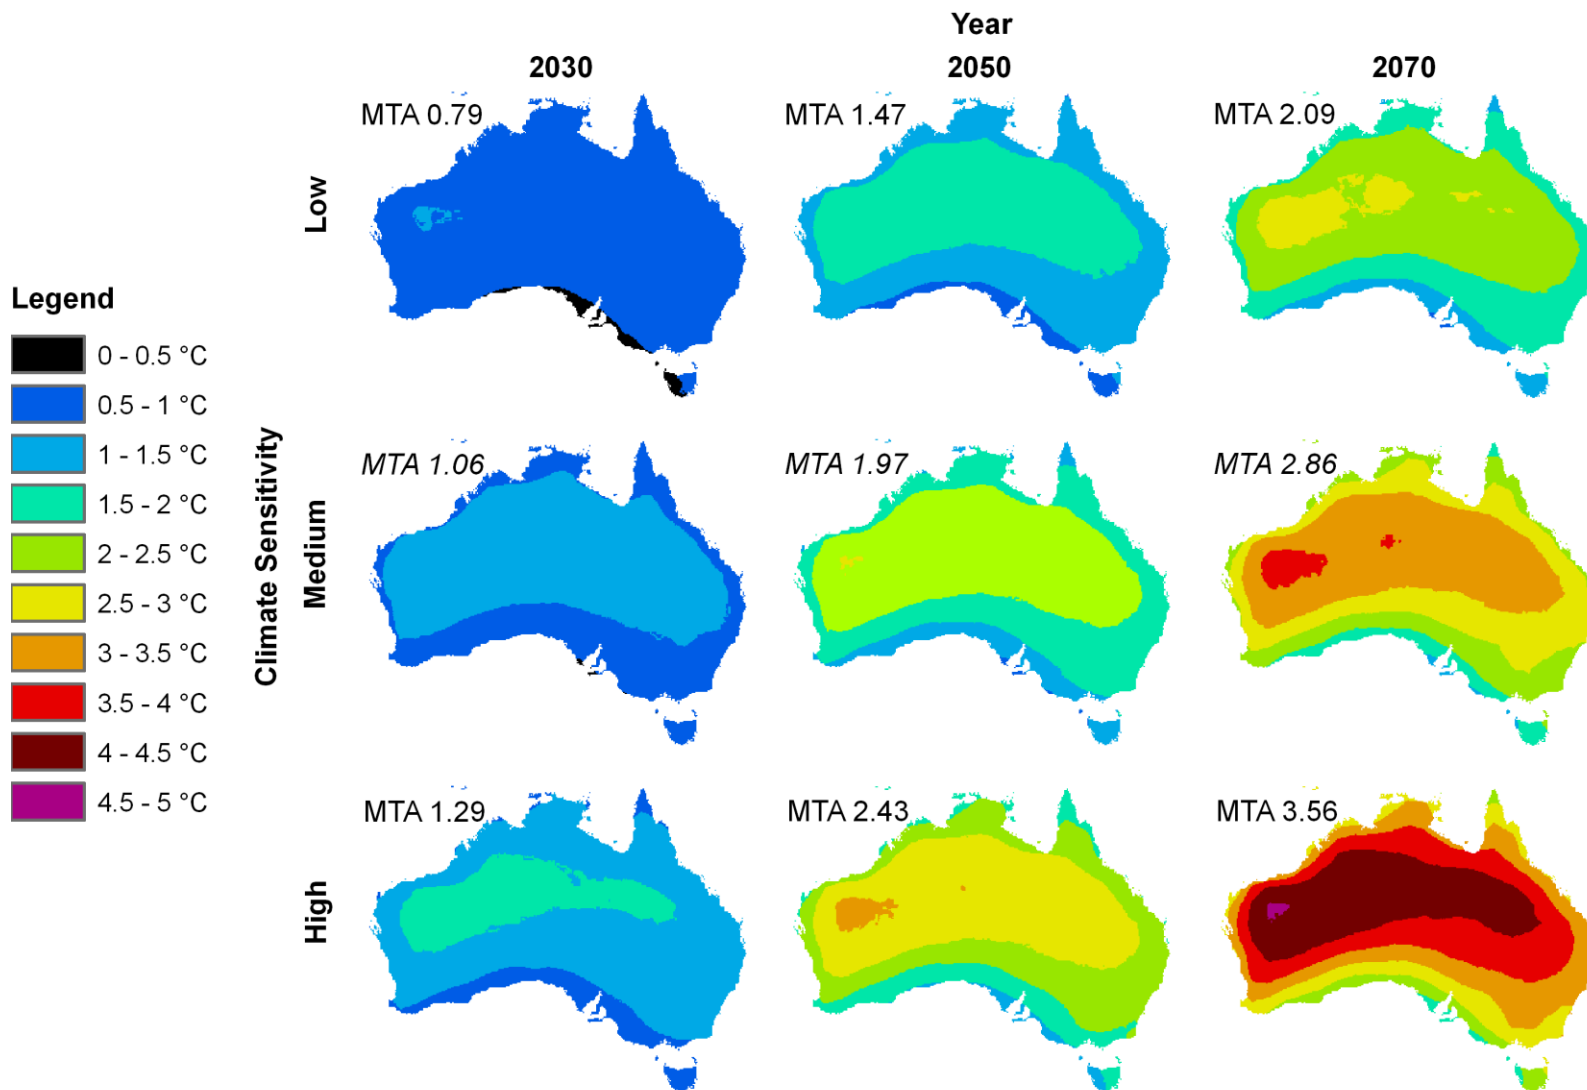 Year
2030
2050
2070
Low
MTA 0.79
MTA 1.47
MTA 2.09
Legend
0 - 0.5 °C
0.5 - 1 °C
1 - 1.5 °C
1.5 - 2 °C
2 - 2.5 °C
2.5 - 3 °C
3 - 3.5 °C
3.5 - 4 °C
4 - 4.5 °C
4.5 - 5 °C
Climate Sensitivity
Medium
MTA 1.06
MTA 1.97
MTA 2.86
High
MTA 1.29
MTA 2.43
MTA 3.56